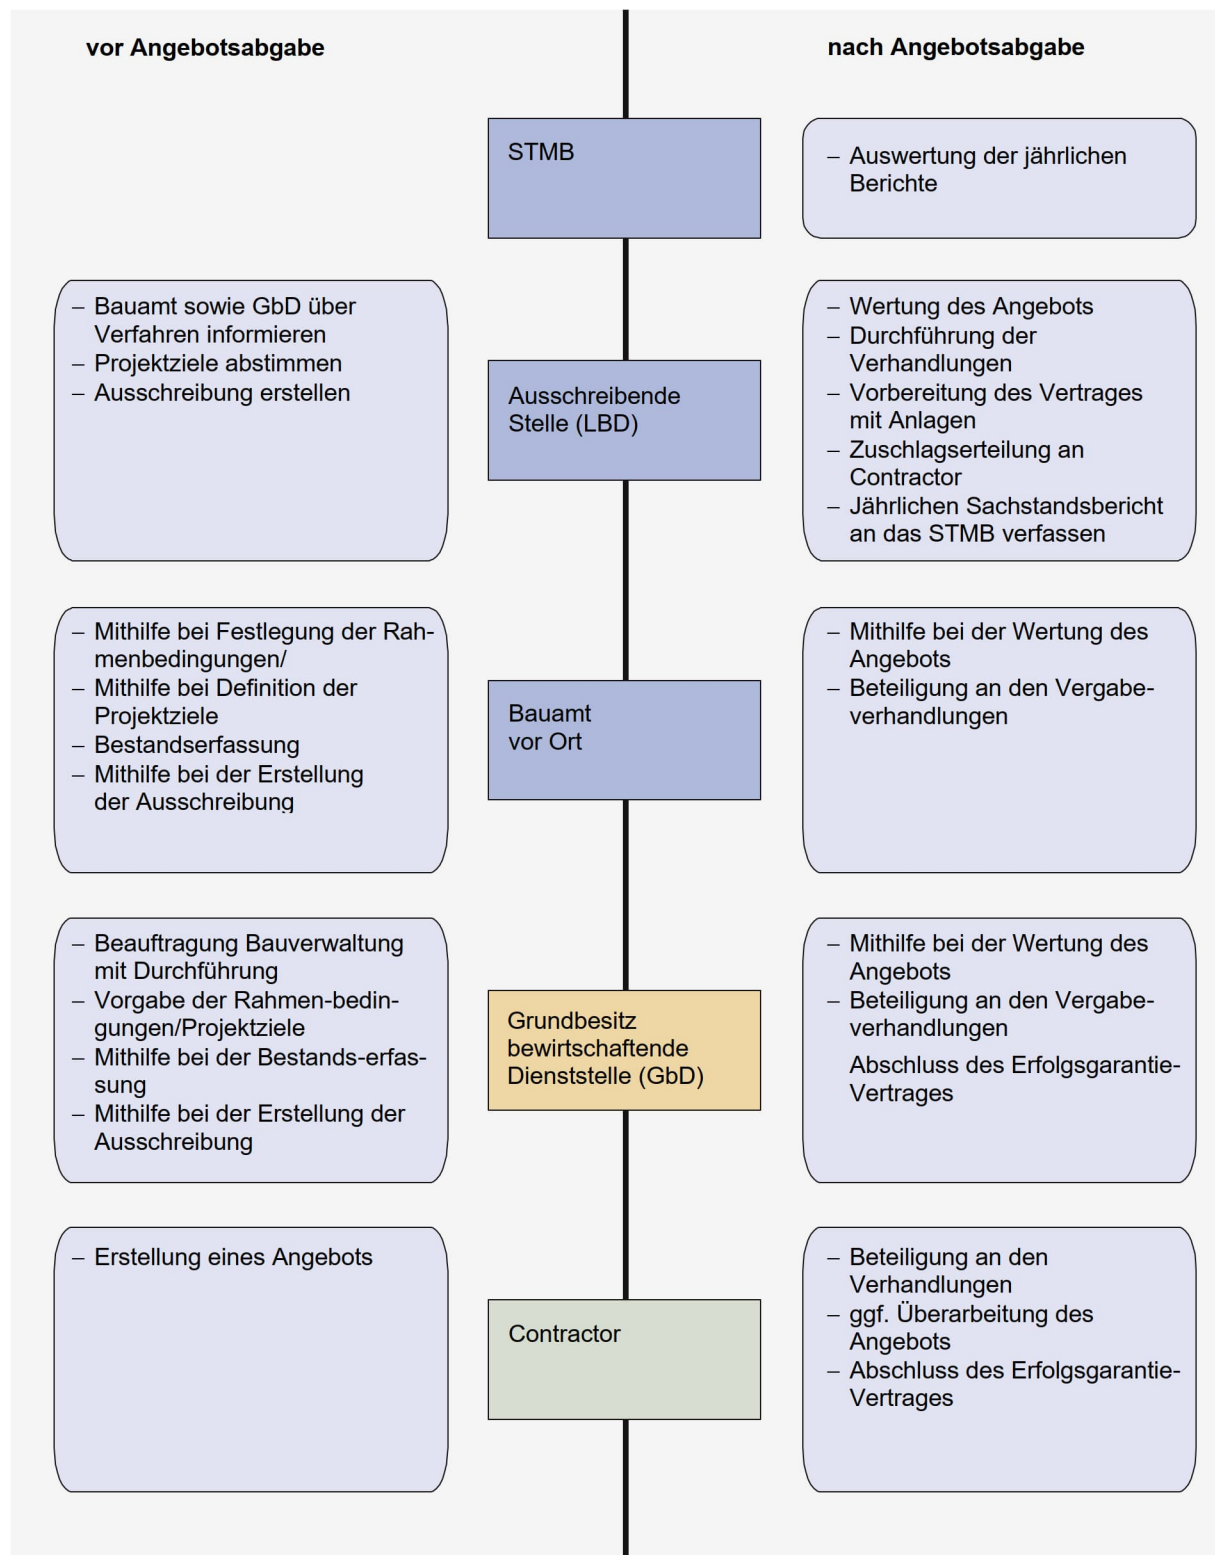 vor Angebotsabgabe
nach Angebotsabgabe
STMB
– Auswertung der jährlichen
Berichte
– Bauamt sowie GbD über
Verfahren informieren
– Projektziele abstimmen
– Ausschreibung erstellen
Ausschreibende
Stelle (LBD)
– Wertung des Angebots
– Durchführung der
Verhandlungen
– Vorbereitung des Vertrages
mit Anlagen
– Zuschlagserteilung an
Contractor
– Jährlichen Sachstandsbericht
an das STMB verfassen
– Mithilfe bei Festlegung der Rah-
menbedingungen/
– Mithilfe bei Definition der
Projektziele
– Bestandserfassung
– Mithilfe bei der Erstellung
der Ausschreibung
Bauamt
vor Ort
– Mithilfe bei der Wertung des
Angebots
– Beteiligung an den Vergabe-
verhandlungen
– Beauftragung Bauverwaltung
mit Durchführung
– Vorgabe der Rahmen-bedin-
gungen/Projektziele
– Mithilfe bei der Bestands-erfas-
sung
– Mithilfe bei der Erstellung der
Ausschreibung
Grundbesitz
bewirtschaftende
Dienststelle (GbD)
– Mithilfe bei der Wertung des
Angebots
– Beteiligung an den Vergabe-
verhandlungen
Abschluss des Erfolgsgarantie-
Vertrages
– Erstellung eines Angebots
Contractor
– Beteiligung an den
Verhandlungen
– ggf. Überarbeitung des
Angebots
– Abschluss des Erfolgsgarantie-
Vertrages